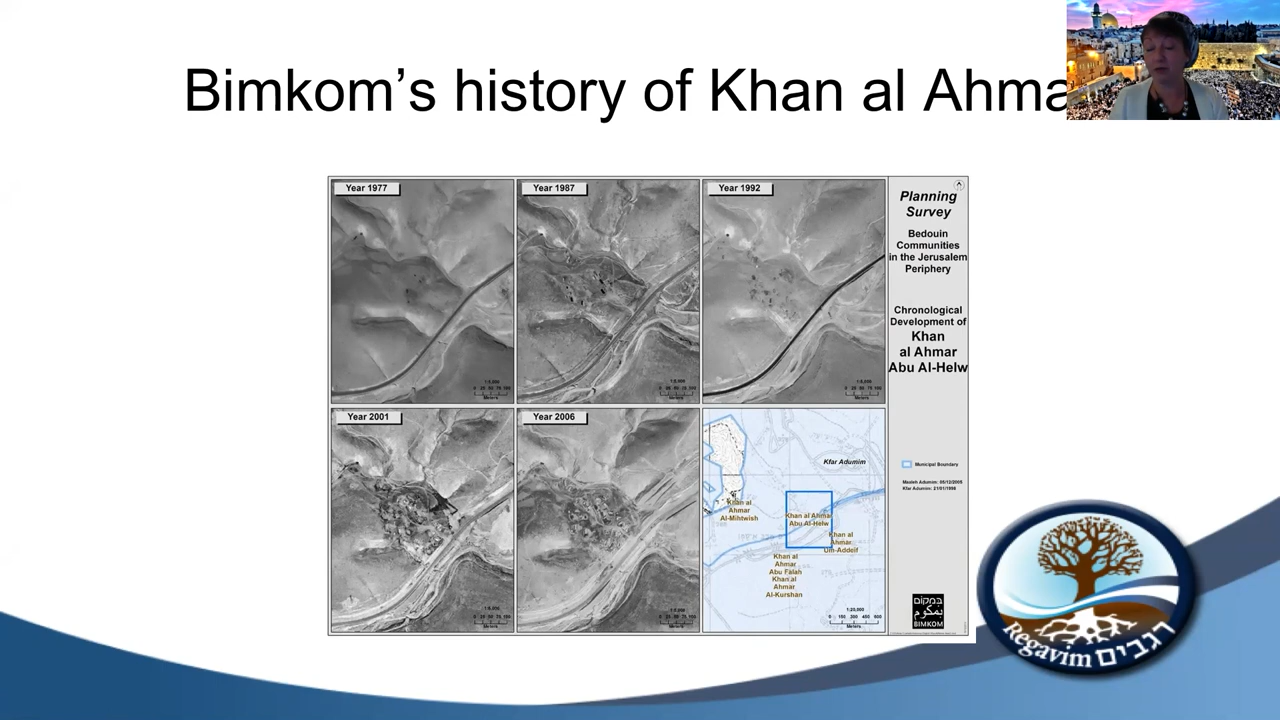 Bimkom’s history of Khan al Ahma
Year 1977
Year 1987
Year 1992
Planning
Survey
Bedouin
Communities
in the Jerusalem
Periphery
Chronological
Development of
Khan
al Ahmar
Abu Al-Helw
Year 2001
Year 2006
Kfar Adumim
Khan al
Ahmar
Al-Mihtwish
Khan al Ahmar
Abu Al-Helw
Khan al
Ahmar
Um-Addeif
Khan al
Ahmar
Abu Falah
Khan al
Ahmar
Al-Kurshan
Meters
Municipal Boundary
במקום
بمكوم
BIMKOM
Regavim רגבים